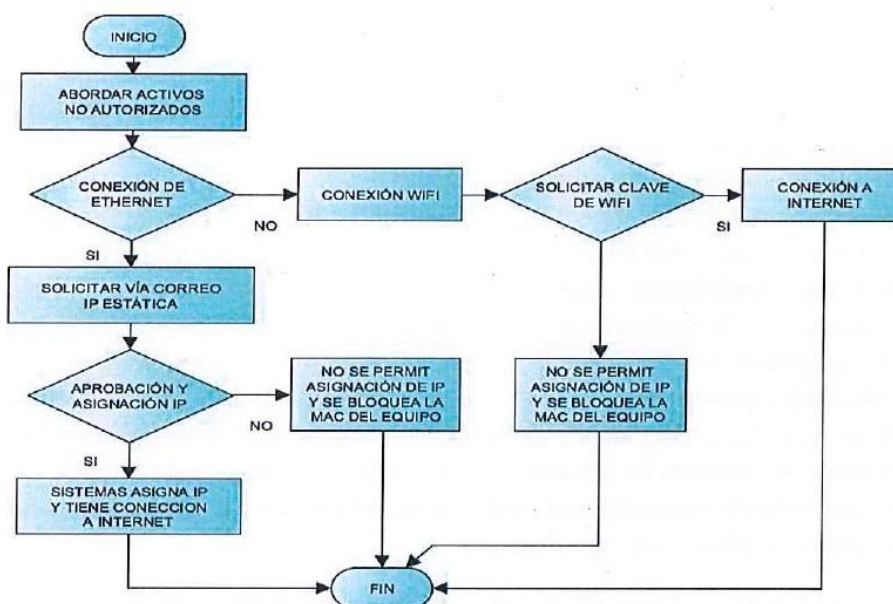 INICIO
ABORDAR ACTIVOS
NO AUTORIZADOS
CONEXIÓN DE
ETHERNET
NO
CONEXIÓN WIFI
SOLICITAR CLAVE
DE WIFI
SI
CONEXIÓN A
INTERNET
SI
SOLICITAR VÍA CORREO
IP ESTÁTICA
APROBACIÓN Y
ASIGNACIÓN IP
NO
NO SE PERMIT
ASIGNACIÓN DE IP
Y SE BLOQUEA LA
MAC DEL EQUIPO
NO SE PERMIT
ASIGNACIÓN DE IP
Y SE BLOQUEA LA
MAC DEL EQUIPO
SI
SISTEMAS ASIGNA IP
Y TIENE CONECCION
A INTERNET
FIN